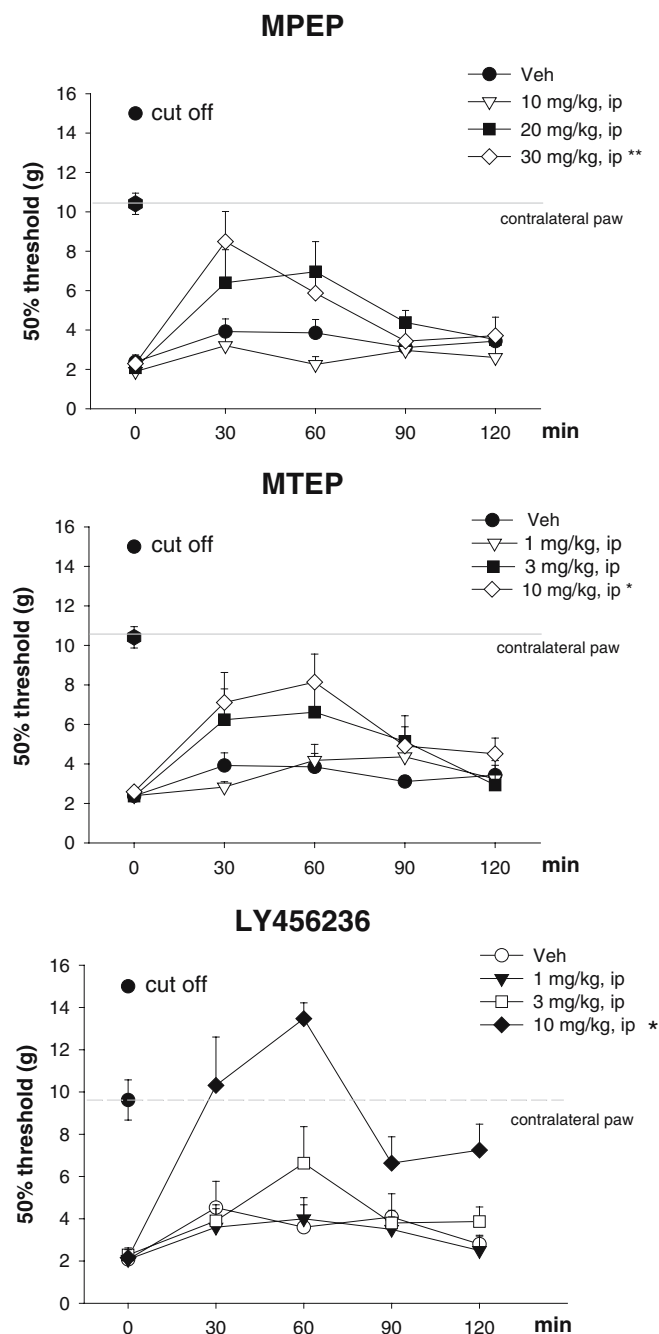 MPEP
Veh
10 mg/kg, ip
20 mg/kg, ip
30 mg/kg, ip **
cut off
contralateral paw
50% threshold (g)
16
14
12
10
8
6
4
2
0
0 30 60 90 120 min
MTEP
Veh
1 mg/kg, ip
3 mg/kg, ip
10 mg/kg, ip *
cut off
contralateral paw
50% threshold (g)
16
14
12
10
8
6
4
2
0
0 30 60 90 120 min
LY456236
Veh
1 mg/kg, ip
3 mg/kg, ip
10 mg/kg, ip *
cut off
contralateral paw
50% threshold (g)
16
14
12
10
8
6
4
2
0
0 30 60 90 120 min